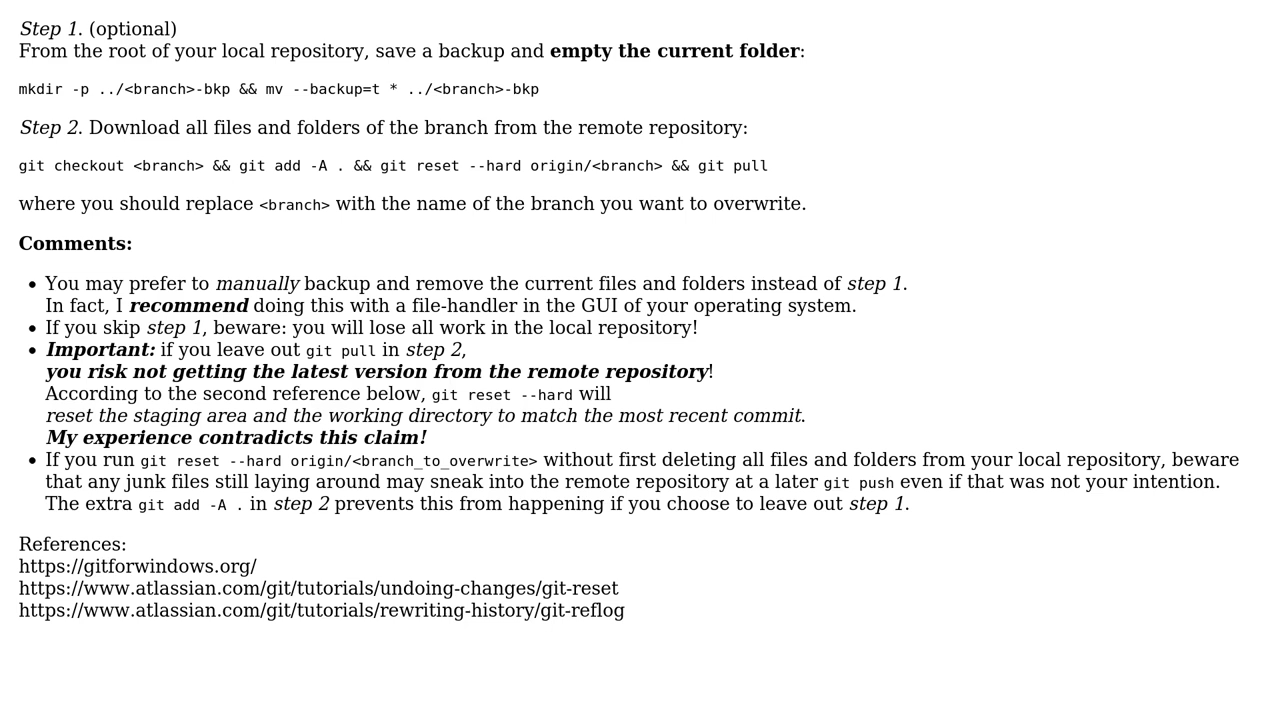 Step 1. (optional)
From the root of your local repository, save a backup and empty the current folder:
mkdir -p ../<branch>-bkp && mv --backup=t * ../<branch>-bkp
Step 2. Download all files and folders of the branch from the remote repository:
git checkout <branch> && git add -A . && git reset --hard origin/<branch> && git pull
where you should replace <branch> with the name of the branch you want to overwrite.
Comments:
• You may prefer to manually backup and remove the current files and folders instead of step 1.
In fact, I recommend doing this with a file-handler in the GUI of your operating system.
• If you skip step 1, beware: you will lose all work in the local repository!
• Important: if you leave out git pull in step 2,
you risk not getting the latest version from the remote repository!
According to the second reference below, git reset --hard will
reset the staging area and the working directory to match the most recent commit.
My experience contradicts this claim!
• If you run git reset --hard origin/<branch_to_overwrite> without first deleting all files and folders from your local repository, beware
that any junk files still laying around may sneak into the remote repository at a later git push even if that was not your intention.
The extra git add -A . in step 2 prevents this from happening if you choose to leave out step 1.
References:
https://gitforwindows.org/
https://www.atlassian.com/git/tutorials/undoing-changes/git-reset
https://www.atlassian.com/git/tutorials/rewriting-history/git-reflog